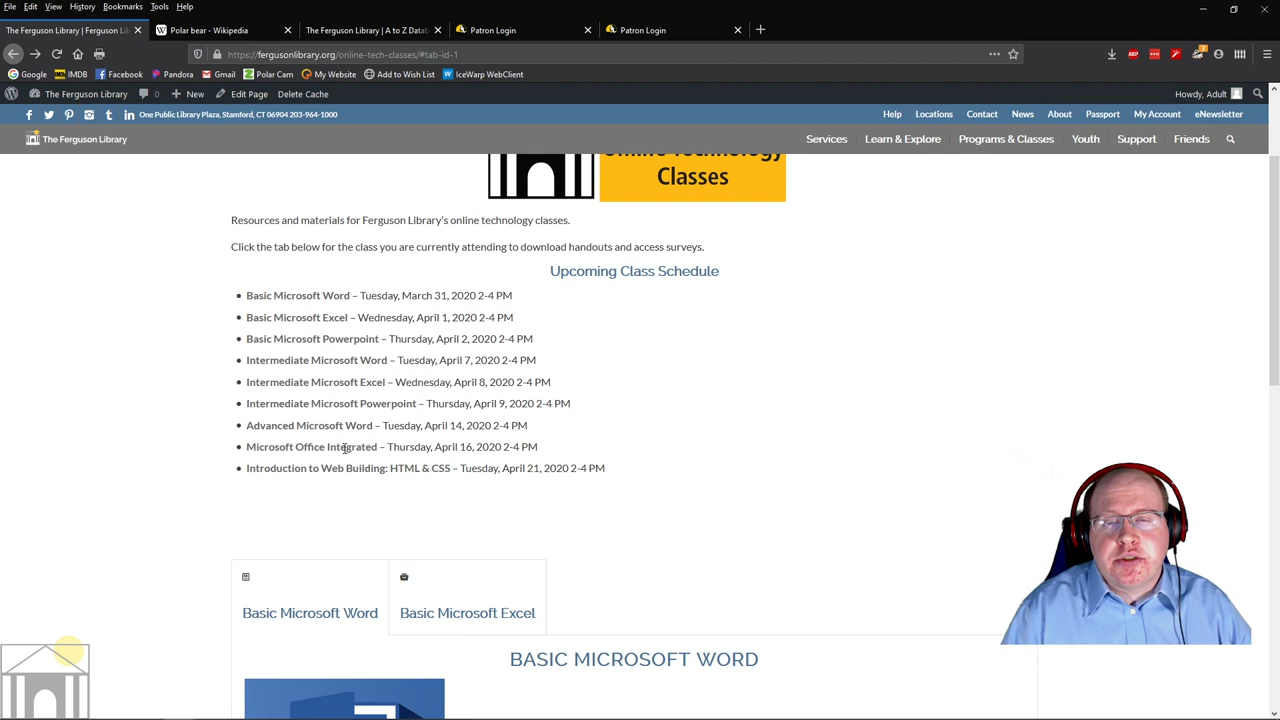 File Edit View History Bookmarks Tools Help
The Ferguson Library | Ferguson Lib
Polar bear - Wikipedia
The Ferguson Library | A to Z Datab
Patron Login
Patron Login
https://fergusonlibrary.org/online-tech-classes/#tab-id-1
Google IMDB Facebook Pandora Gmail Polar Cam My Website Add to Wish List IceWarp WebClient
The Ferguson Library 0 New Edit Page Delete Cache Howdy, Adult
One Public Library Plaza, Stamford, CT 06904 203-964-1000 Help Locations Contact News About Passport My Account eNewsletter
The Ferguson Library Services Learn & Explore Programs & Classes Youth Support Friends
Online Technology
Classes
Resources and materials for Ferguson Library's online technology classes.
Click the tab below for the class you are currently attending to download handouts and access surveys.
Upcoming Class Schedule
• Basic Microsoft Word – Tuesday, March 31, 2020 2-4 PM
• Basic Microsoft Excel – Wednesday, April 1, 2020 2-4 PM
• Basic Microsoft Powerpoint – Thursday, April 2, 2020 2-4 PM
• Intermediate Microsoft Word – Tuesday, April 7, 2020 2-4 PM
• Intermediate Microsoft Excel – Wednesday, April 8, 2020 2-4 PM
• Intermediate Microsoft Powerpoint – Thursday, April 9, 2020 2-4 PM
• Advanced Microsoft Word – Tuesday, April 14, 2020 2-4 PM
• Microsoft Office Integrated – Thursday, April 16, 2020 2-4 PM
• Introduction to Web Building: HTML & CSS – Tuesday, April 21, 2020 2-4 PM
Basic Microsoft Word Basic Microsoft Excel
BASIC MICROSOFT WORD